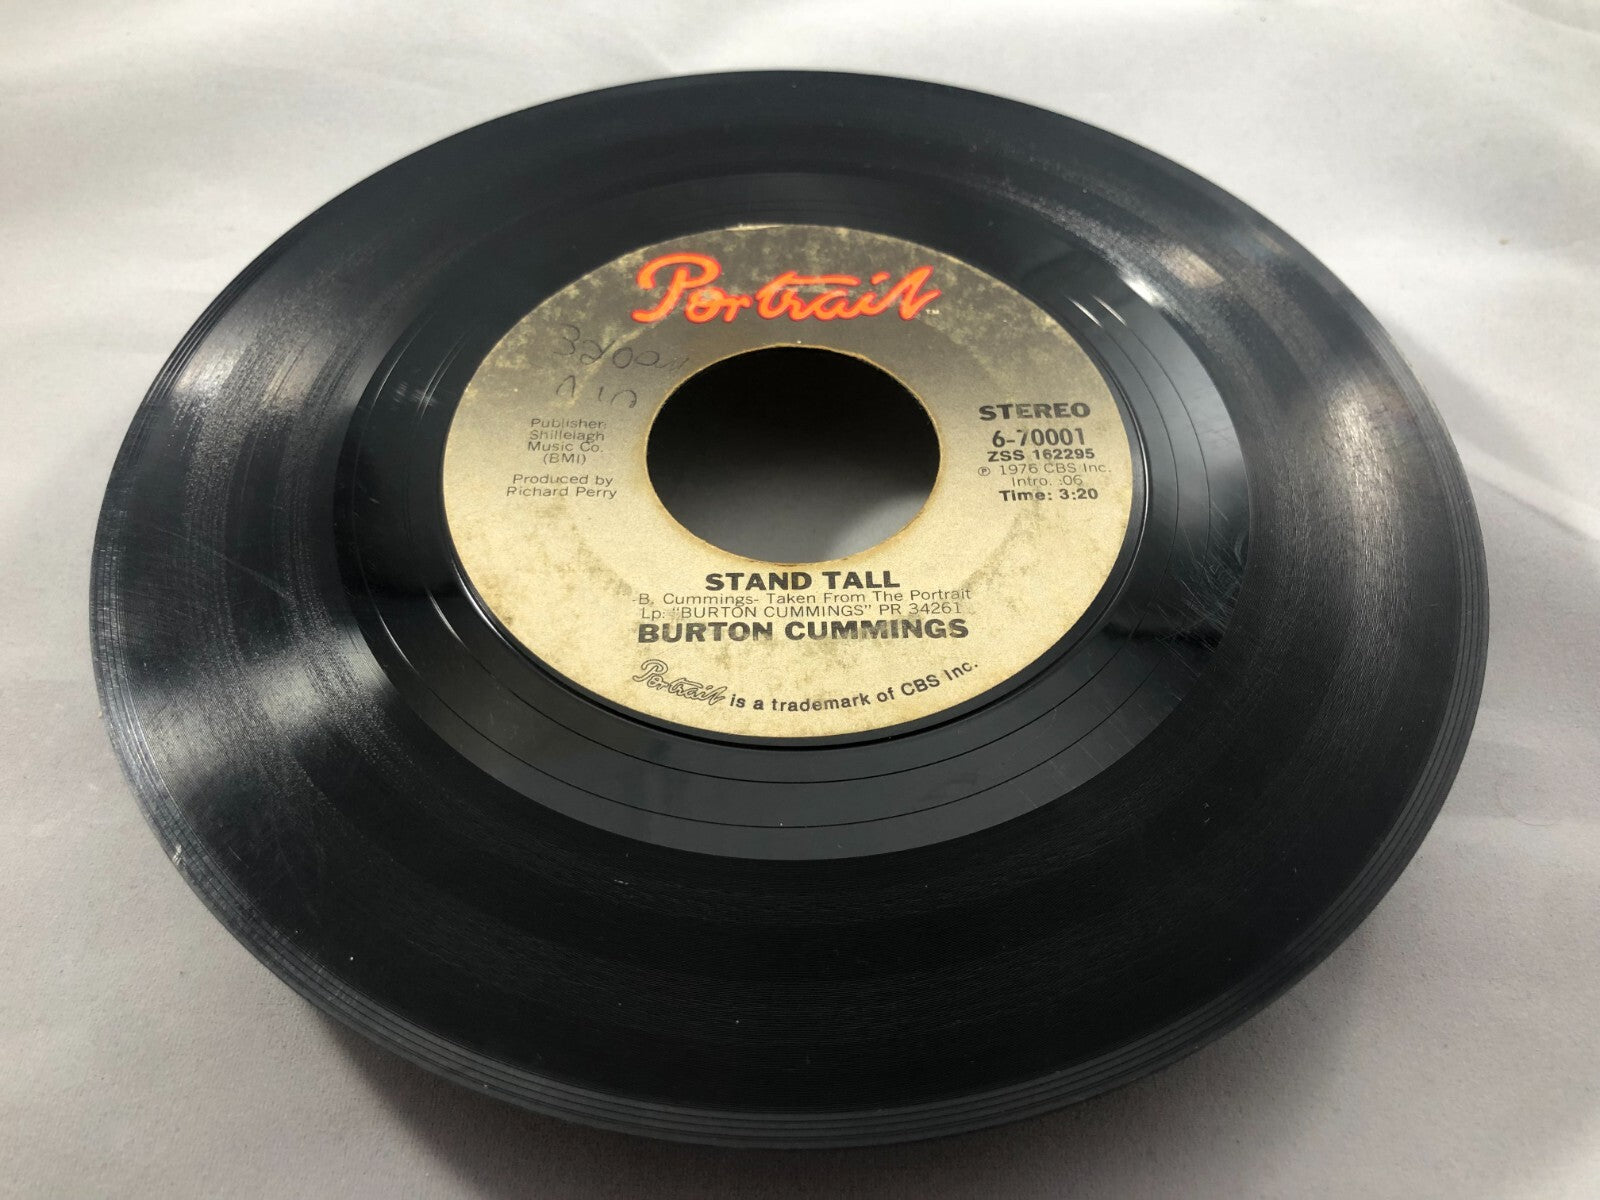 Portrait
TM
Publisher:
Shillelagh
Music Co.
(BMI)
Produced by
Richard Perry
STEREO
6-70001
ZSS 162295
℗ 1976 CBS Inc.
Intro. :06
Time: 3:20
STAND TALL
-B. Cummings- Taken From The Portrait
Lp: "BURTON CUMMINGS" PR 34261
BURTON CUMMINGS
Portrait is a trademark of CBS Inc.